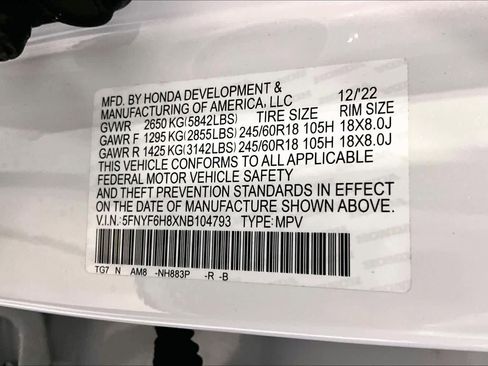 MFD. BY HONDA DEVELOPMENT &
MANUFACTURING OF AMERICA, LLC 12/'22
GVWR 2650 KG(5842LBS) TIRE SIZE RIM SIZE
GAWR F 1295 KG(2855LBS) 245/60R18 105H 18X8.0J
GAWR R 1425 KG(3142LBS) 245/60R18 105H 18X8.0J
THIS VEHICLE CONFORMS TO ALL APPLICABLE
FEDERAL MOTOR VEHICLE SAFETY
AND THEFT PREVENTION STANDARDS IN EFFECT
ON THE DATE OF MANUFACTURE SHOWN ABOVE.
V.I.N.:5FNYF6H8XNB104793 TYPE:MPV
TG7 N AM8 -NH883P -R -B